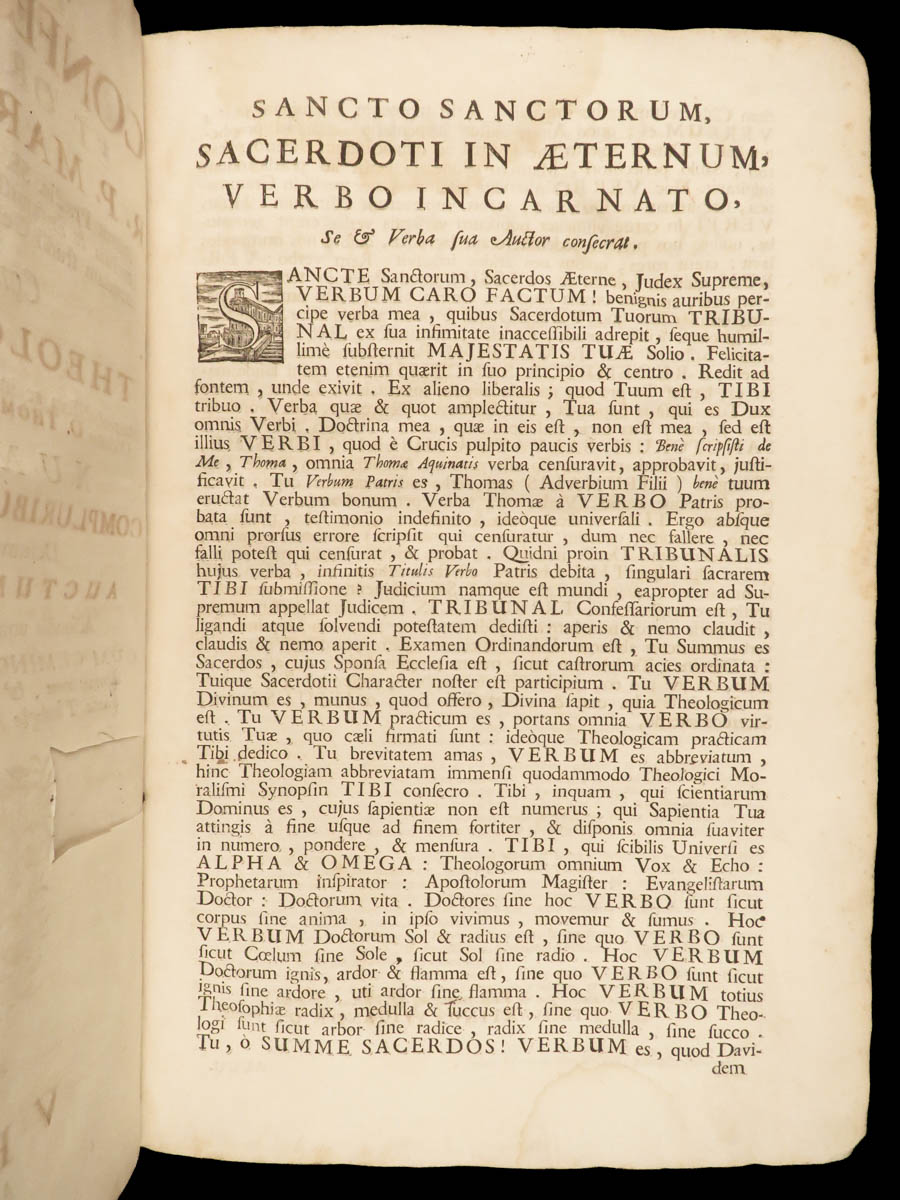 SANCTO SANCTORUM,
SACERDOTI IN ÆTERNUM,
VERBO INCARNATO,
Se & Verba ſua Auctor conſecrat.
SANCTE Sanctorum, Sacerdos Æterne, Judex Supreme,
VERBUM CARO FACTUM! benignis auribus per-
cipe verba mea, quibus Sacerdotum Tuorum TRIBU-
NAL ex ſua infimitate inacceſſibili adrepit, ſeque humil-
limè ſubſternit MAJESTATIS TUÆ Solio. Felicita-
tem etenim quærit in ſuo principio & centro. Redit ad
fontem, unde exivit. Ex alieno liberalis; quod Tuum eſt, TIBI
tribuo. Verba quæ & quot amplectitur, Tua ſunt, qui es Dux
omnis Verbi. Doctrina mea, quæ in eis eſt, non eſt mea, ſed eſt
illius VERBI, quod è Crucis pulpito paucis verbis: Benè ſcripſiſti de
Me, Thoma, omnia Thomæ Aquinatis verba cenſuravit, approbavit, juſti-
ficavit. Tu Verbum Patris es, Thomas (Adverbium Filii) benè tuum
eructat Verbum bonum. Verba Thomæ à VERBO Patris pro-
bata ſunt, teſtimonio indefinito, ideòque univerſali. Ergo abſque
omni prorſus errore ſcripſit qui cenſuratur, dum nec fallere, nec
falli poteſt qui cenſurat, & probat. Quidni proin TRIBUNALIS
hujus verba, infinitis Titulis Verbo Patris debita, ſingulari ſacrarem
TIBI ſubmiſſione? Judicium namque eſt mundi, eapropter ad Su-
premum appellat Judicem. TRIBUNAL Confeſſariorum eſt, Tu
ligandi atque ſolvendi poteſtatem dediſti: aperis & nemo claudit,
claudis & nemo aperit. Examen Ordinandorum eſt, Tu Summus es
Sacerdos, cujus Sponſa Eccleſia eſt, ſicut caſtrorum acies ordinata:
Tuique Sacerdotii Character noſter eſt participium. Tu VERBUM
Divinum es, munus, quod offero, Divina ſapit, quia Theologicum
eſt. Tu VERBUM practicum es, portans omnia VERBO vir-
tutis Tuæ, quo cæli firmati ſunt: ideòque Theologicam practicam
Tibi dedico. Tu brevitatem amas, VERBUM es abbreviatum,
hinc Theologiam abbreviatam immenſi quodammodo Theologici Mo-
raliſmi Synopſin TIBI conſecro. Tibi, inquam, qui ſcientiarum
Dominus es, cujus ſapientiæ non eſt numerus; qui Sapientia Tua
attingis à fine uſque ad finem fortiter, & diſponis omnia ſuaviter
in numero, pondere, & menſura. TIBI, qui ſcibilis Univerſi es
ALPHA & OMEGA: Theologorum omnium Vox & Echo:
Prophetarum inſpirator: Apoſtolorum Magiſter: Evangeliſtarum
Doctor: Doctorum vita. Doctores ſine hoc VERBO ſunt ſicut
corpus ſine anima, in ipſo vivimus, movemur & ſumus. Hoc
VERBUM Doctorum Sol & radius eſt, ſine quo VERBO ſunt
ſicut Cœlum ſine Sole, ſicut Sol ſine radio. Hoc VERBUM
Doctorum ignis, ardor & flamma eſt, ſine quo VERBO ſunt ſicut
ignis ſine ardore, uti ardor ſine flamma. Hoc VERBUM totius
Theoſophiæ radix, medulla & ſuccus eſt, ſine quo VERBO Theo-
logi ſunt ſicut arbor ſine radice, radix ſine medulla, ſine ſucco.
Tu, ò SUMME SACERDOS! VERBUM es, quod Davi-
dem